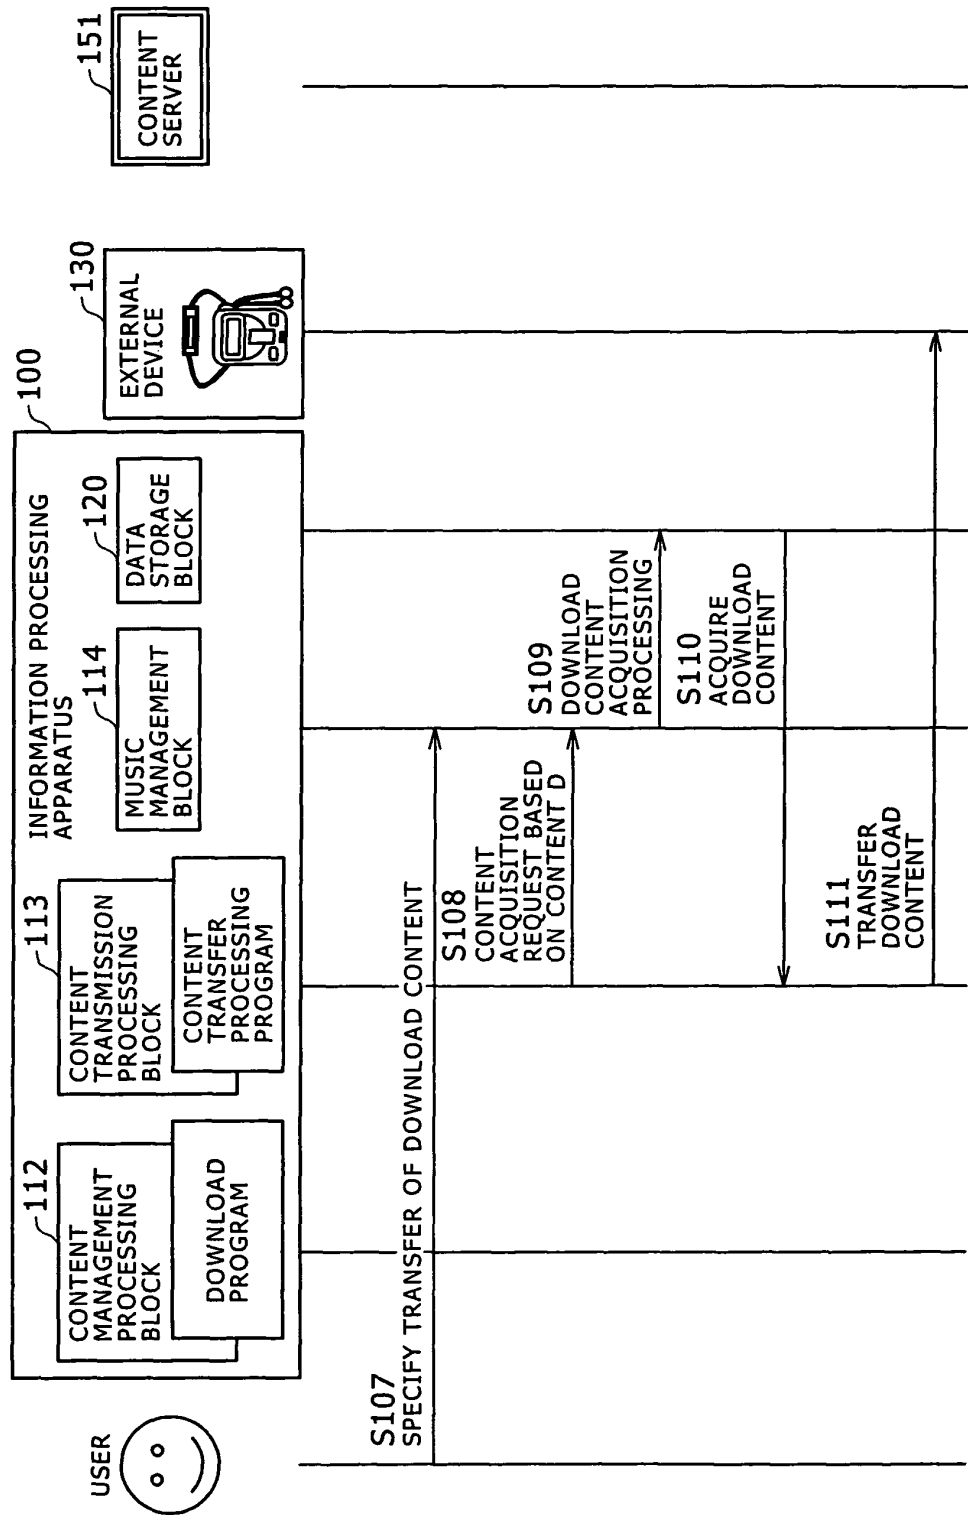 USER
INFORMATION PROCESSING
APPARATUS
100
112
CONTENT
MANAGEMENT
PROCESSING
BLOCK
DOWNLOAD
PROGRAM
113
CONTENT
TRANSMISSION
PROCESSING
BLOCK
CONTENT
TRANSFER
PROCESSING
PROGRAM
114
MUSIC
MANAGEMENT
BLOCK
120
DATA
STORAGE
BLOCK
130
EXTERNAL
DEVICE
151
CONTENT
SERVER
S107
SPECIFY TRANSFER OF DOWNLOAD CONTENT
S108
CONTENT
ACQUISITION
REQUEST BASED
ON CONTENT D
S109
DOWNLOAD
CONTENT
ACQUISITION
PROCESSING
S110
ACQUIRE
DOWNLOAD
CONTENT
S111
TRANSFER
DOWNLOAD
CONTENT